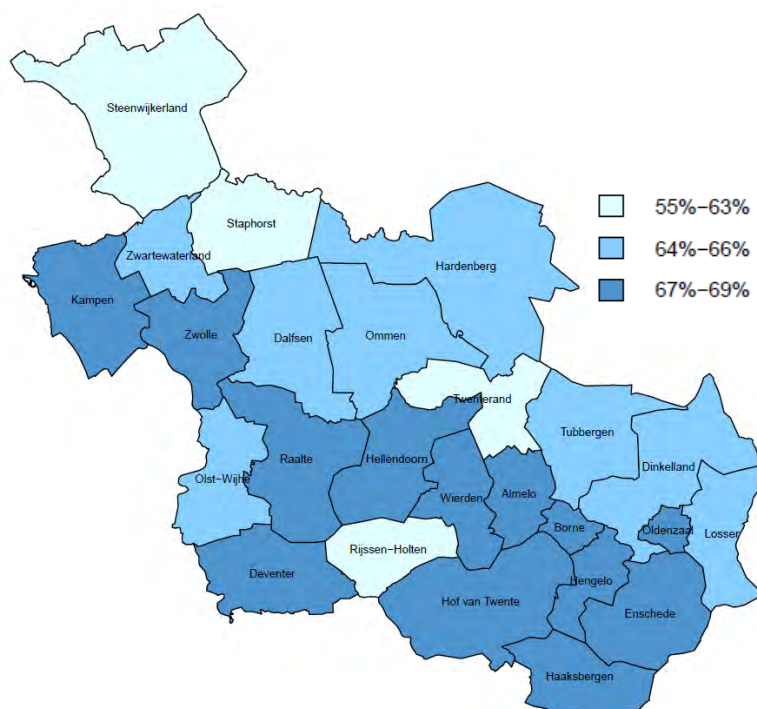 Steenwijkerland
55%-63%
Staphorst
64%-66%
Zwartewaterland
Hardenberg
67%-69%
Kampen
Zwolle
Dalfsen
Ommen
Twenterand
Tubbergen
Raalte
Hellendoorn
Dinkelland
Olst-Wijhe
Wierden
Almelo
Borne
Oldenzaal
Losser
Rijssen-Holten
Deventer
Hengelo
Hof van Twente
Enschede
Haaksbergen